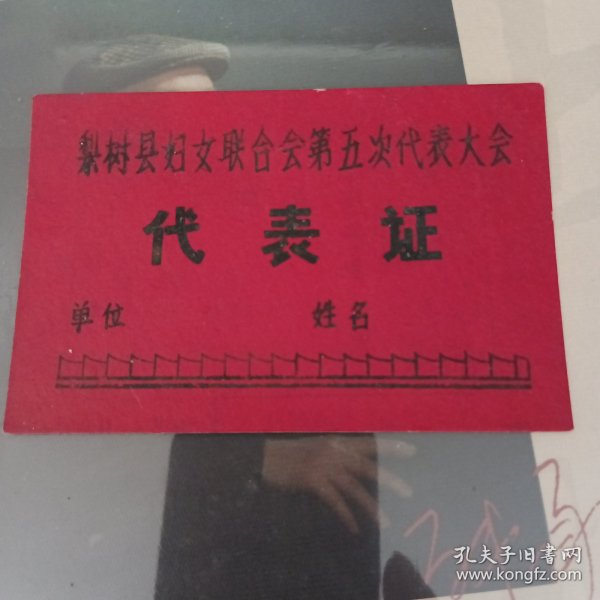 梨树县妇女联合会第五次代表大会
代表证
单位 姓名
孔夫子旧书网
www.kongfz.com